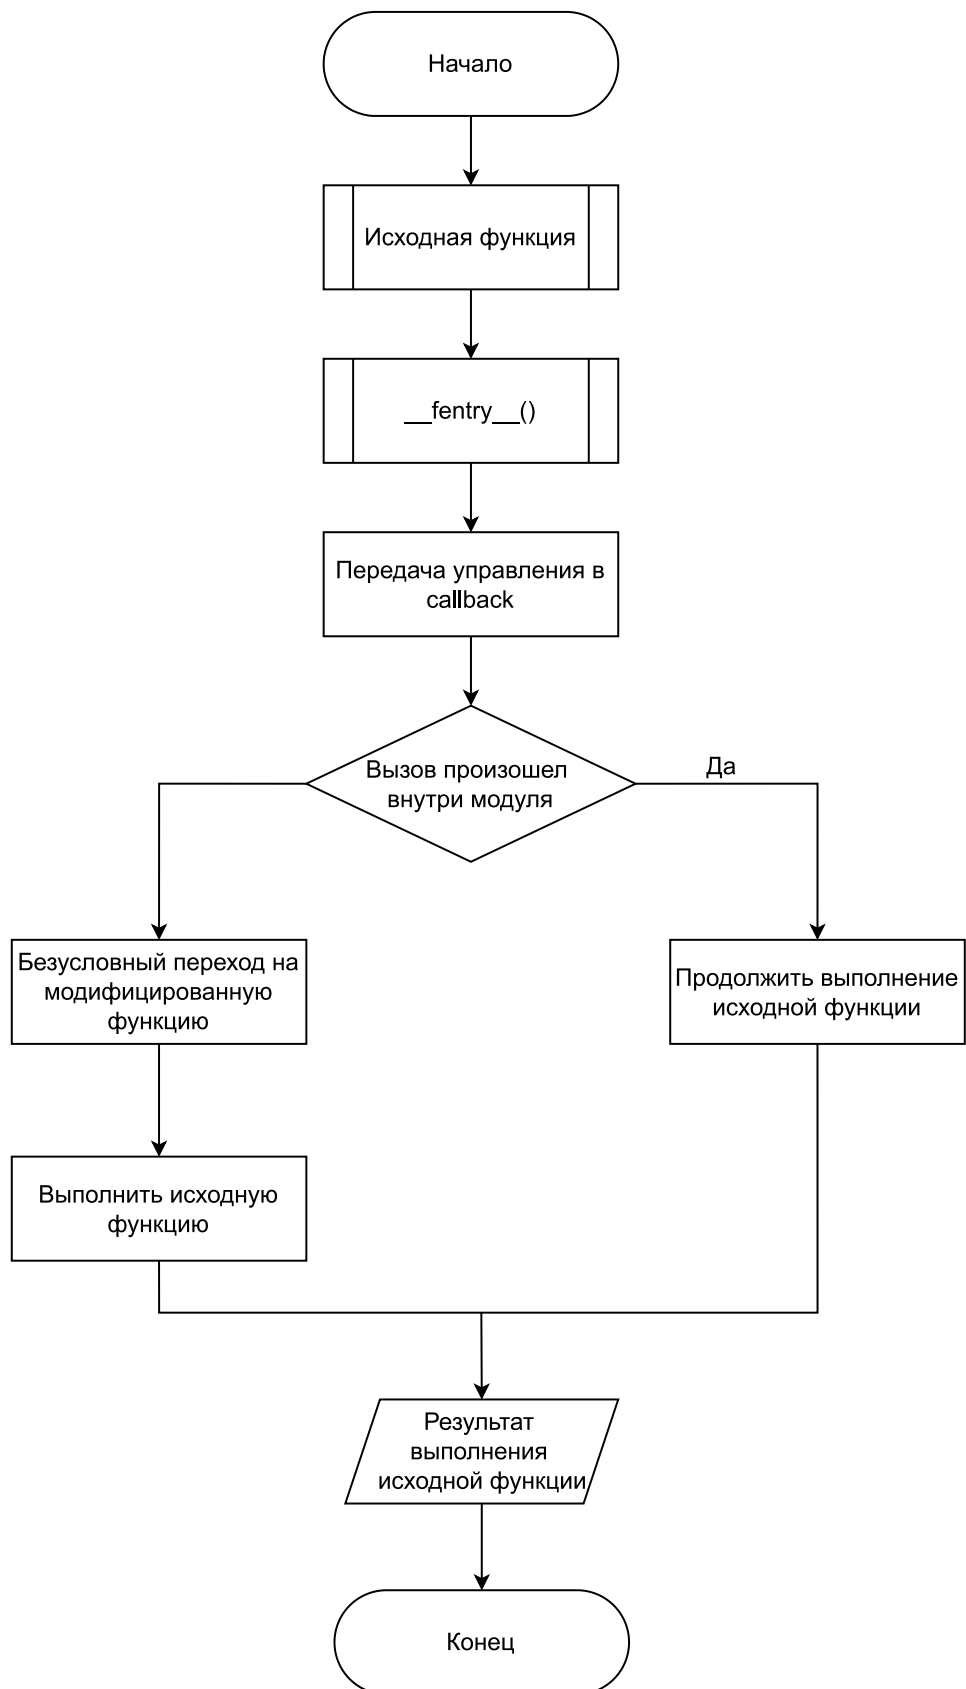 Начало
Исходная функция
__fentry__()
Передача управления в
callback
Вызов произошел
внутри модуля
Да
Безусловный переход на
модифицированную
функцию
Продолжить выполнение
исходной функции
Выполнить исходную
функцию
Результат
выполнения
исходной функции
Конец